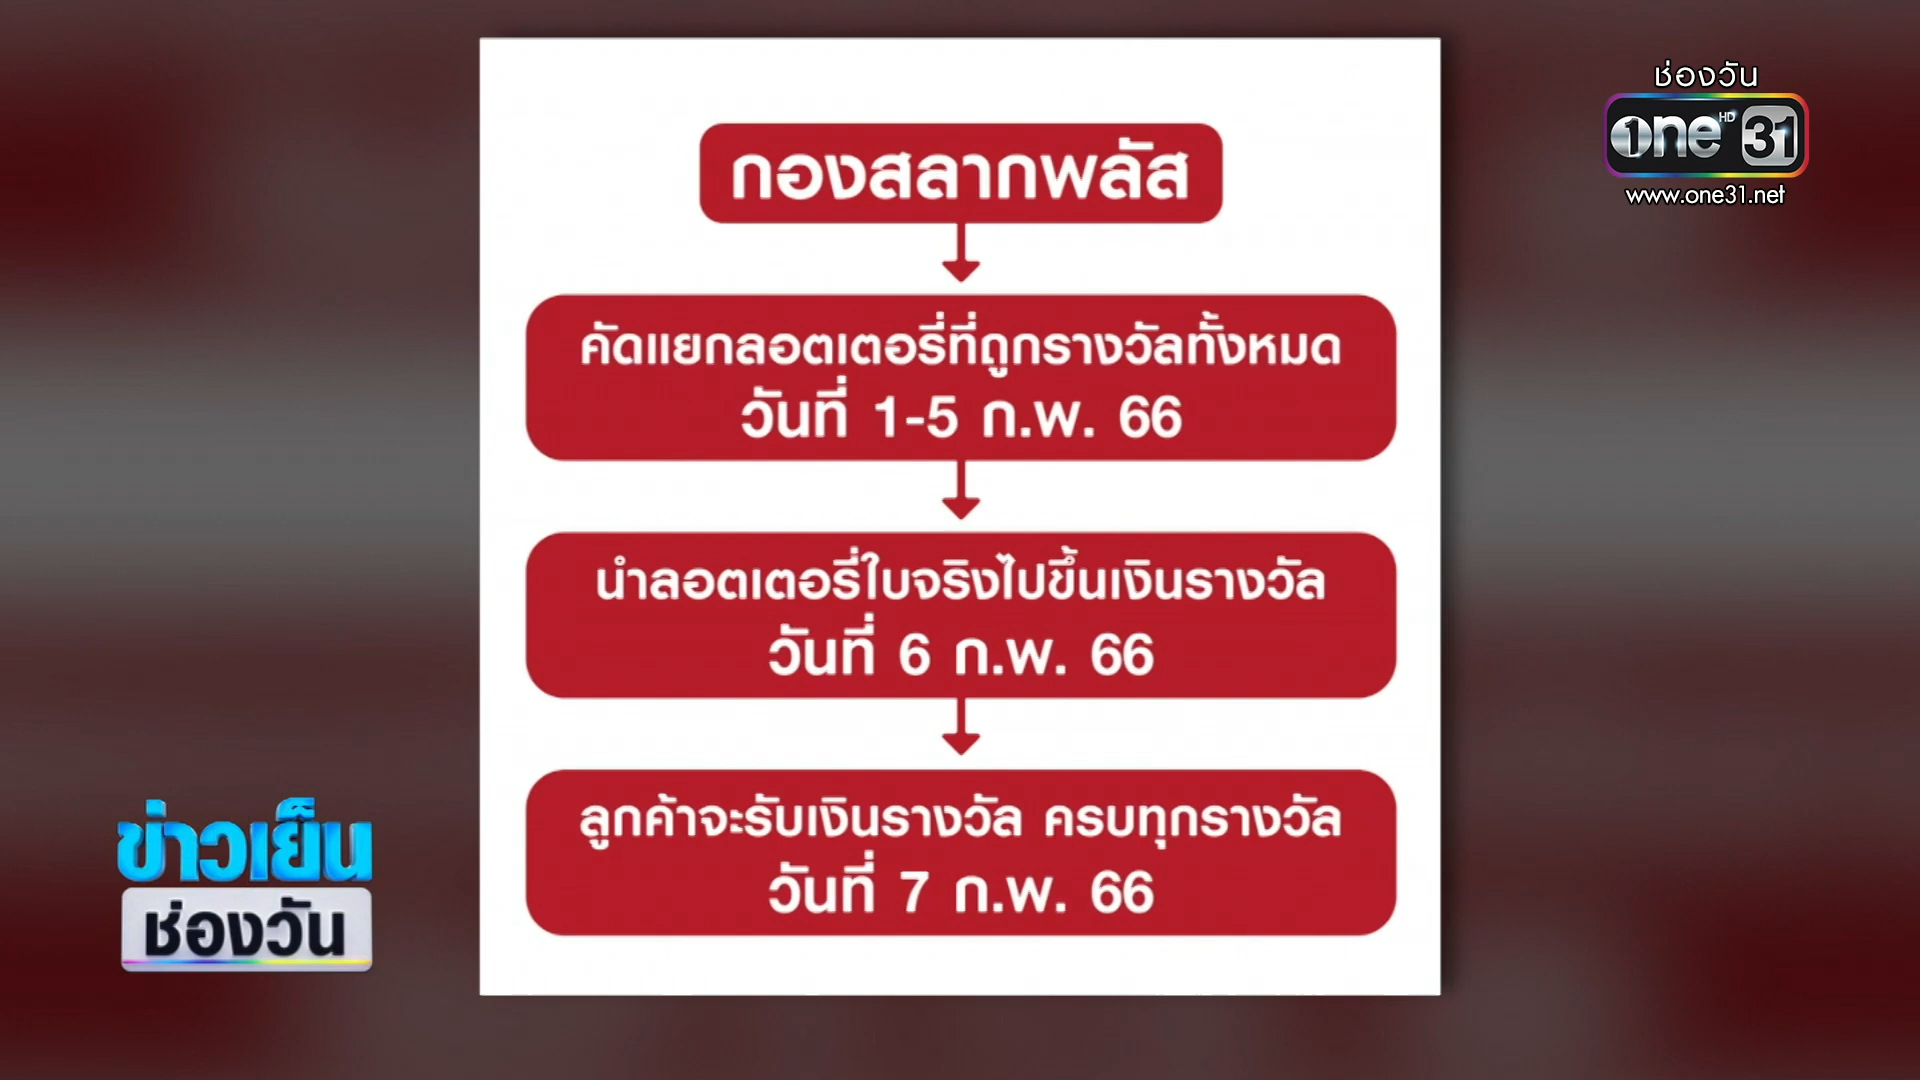 ช่องวัน
one HD 31
www.one31.net
กองสลากพลัส
คัดแยกลอตเตอรี่ที่ถูกรางวัลทั้งหมด
วันที่ 1-5 ก.พ. 66
นำลอตเตอรี่ใบจริงไปขึ้นเงินรางวัล
วันที่ 6 ก.พ. 66
ลูกค้าจะรับเงินรางวัล ครบทุกรางวัล
วันที่ 7 ก.พ. 66
ข่าวเย็น
ช่องวัน